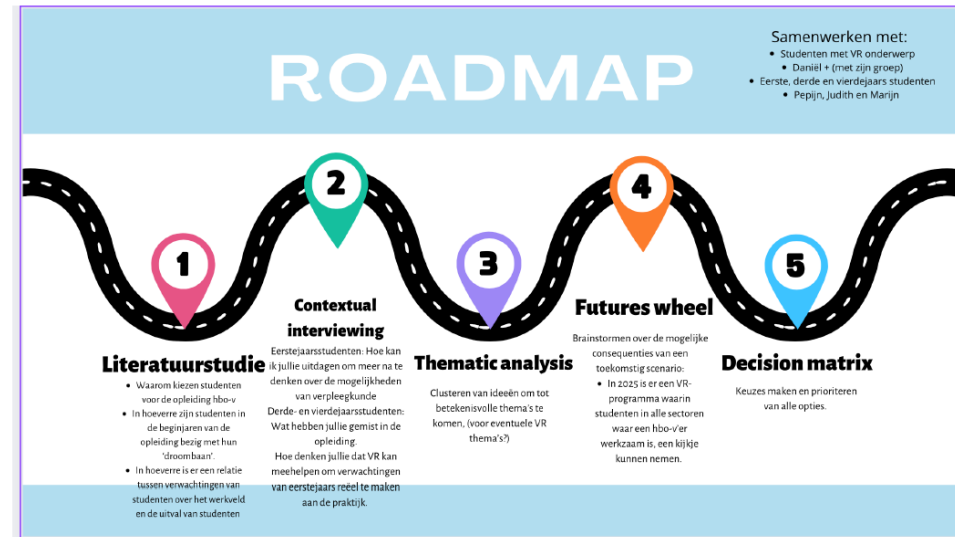 ROADMAP
Samenwerken met:
• Studenten met VR onderwerp
• Daniël + (met zijn groep)
• Eerste, derde en vierdejaars studenten
• Pepijn, Judith en Marijn
1
Literatuurstudie
• Waarom kiezen studenten
voor de opleiding hbo-v
• In hoeverre zijn studenten in
de beginjaren van de
opleiding bezig met hun
'droombaan'.
• In hoeverre is er een relatie
tussen verwachtingen van
studenten over het werkveld
en de uitval van studenten
2
Contextual
interviewing
Eerstejaarsstudenten: Hoe kan
ik jullie uitdagen om meer na te
denken over de mogelijkheden
van verpleegkunde
Derde- en vierdejaarsstudenten:
Wat hebben jullie gemist in de
opleiding.
Hoe denken jullie dat VR kan
meehelpen om verwachtingen
van eerstejaars reëel te maken
aan de praktijk.
3
Thematic analysis
Clusteren van ideeën om tot
betekenisvolle thema's te
komen, (voor eventuele VR
thema's?)
4
Futures wheel
Brainstormen over de mogelijke
consequenties van een
toekomstig scenario:
• In 2025 is er een VR-
programma waarin
studenten in alle sectoren
waar een hbo-v'er
werkzaam is, een kijkje
kunnen nemen.
5
Decision matrix
Keuzes maken en prioriteren
van alle opties.